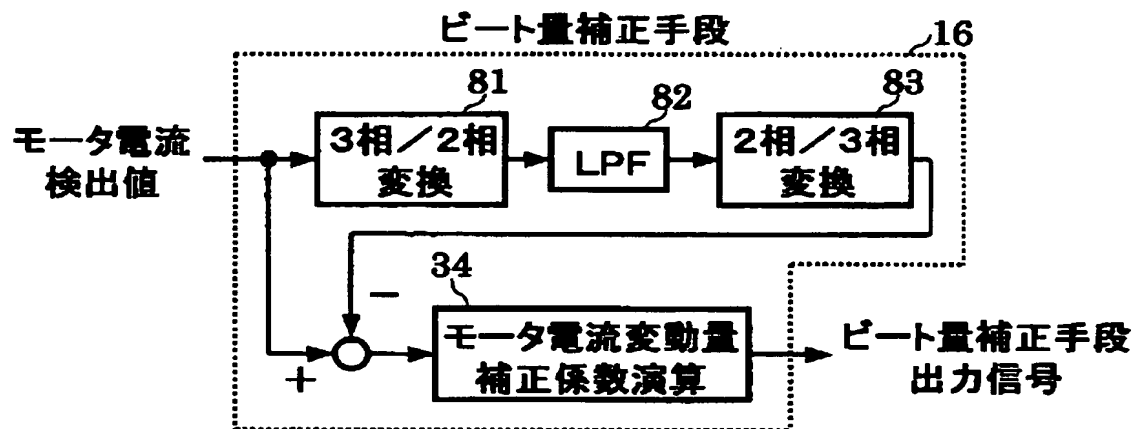 ビート量補正手段
16
81
82
83
モータ電流
検出値
3相／2相
変換
LPF
2相／3相
変換
34
−
+
モータ電流変動量
補正係数演算
ビート量補正手段
出力信号